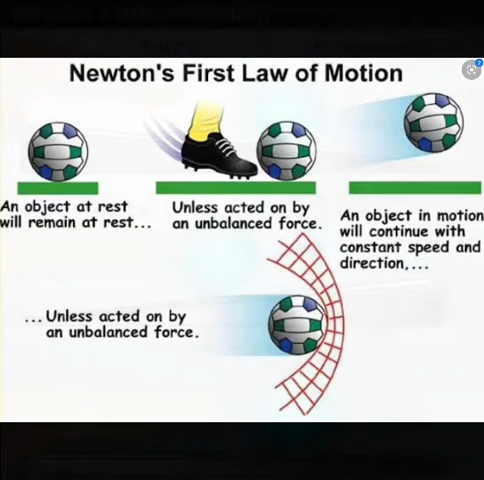 Newton's First Law of Motion
An object at rest
will remain at rest...
Unless acted on by
an unbalanced force.
An object in motion
will continue with
constant speed and
direction,...
...Unless acted on by
an unbalanced force.